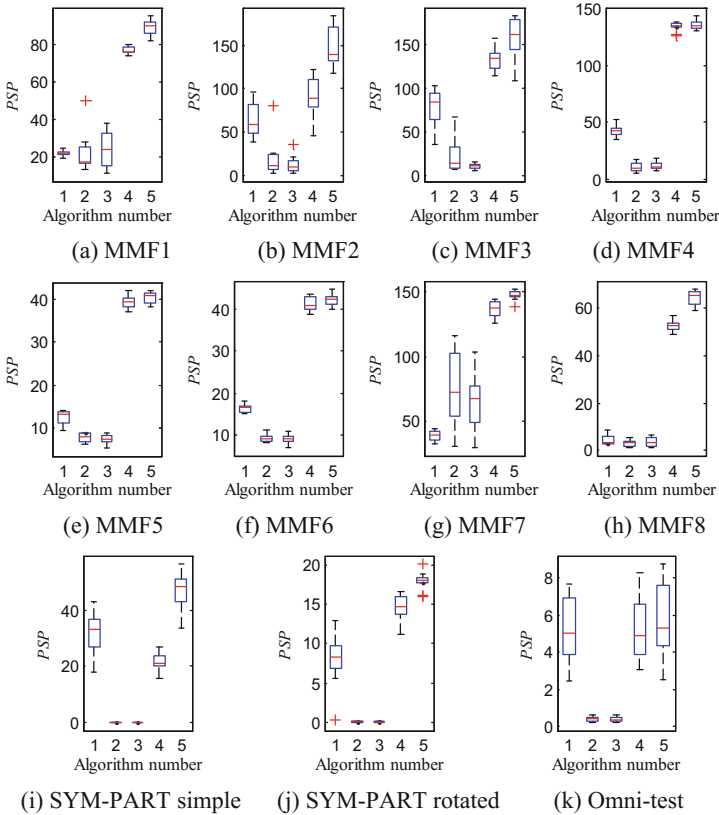 PSP
80
60
40
20
1 2 3 4 5
Algorithm number
(a) MMF1
PSP
150
100
50
0
1 2 3 4 5
Algorithm number
(b) MMF2
PSP
150
100
50
0
1 2 3 4 5
Algorithm number
(c) MMF3
PSP
150
100
50
0
1 2 3 4 5
Algorithm number
(d) MMF4
PSP
40
30
20
10
1 2 3 4 5
Algorithm number
(e) MMF5
PSP
40
30
20
10
1 2 3 4 5
Algorithm number
(f) MMF6
PSP
150
100
50
1 2 3 4 5
Algorithm number
(g) MMF7
PSP
60
40
20
0
1 2 3 4 5
Algorithm number
(h) MMF8
PSP
40
20
0
1 2 3 4 5
Algorithm number
(i) SYM-PART simple
PSP
20
15
10
5
0
1 2 3 4 5
Algorithm number
(j) SYM-PART rotated
PSP
8
6
4
2
0
1 2 3 4 5
Algorithm number
(k) Omni-test